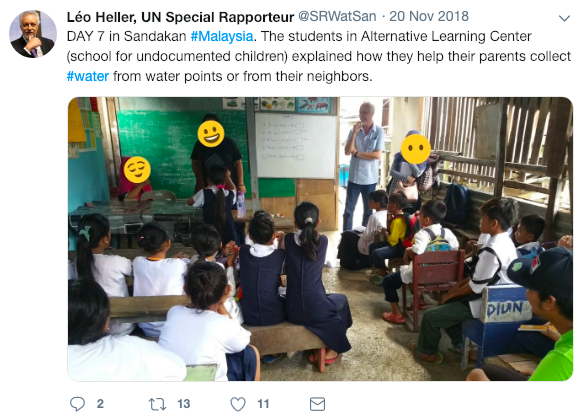 Léo Heller, UN Special Rapporteur @SRWatSan · 20 Nov 2018
DAY 7 in Sandakan #Malaysia. The students in Alternative Learning Center
(school for undocumented children) explained how they help their parents collect
#water from water points or from their neighbors.
2 13 11